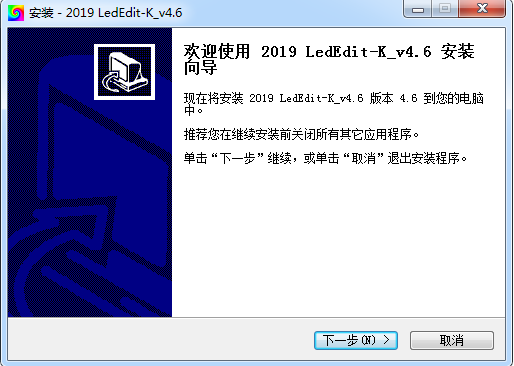 安装 - 2019 LedEdit-K_v4.6
欢迎使用 2019 LedEdit-K_v4.6 安装
向导
现在将安装 2019 LedEdit-K_v4.6 版本 4.6 到您的电脑
中。
推荐您在继续安装前关闭所有其它应用程序。
单击“下一步”继续，或单击“取消”退出安装程序。
下一步(N) >
取消